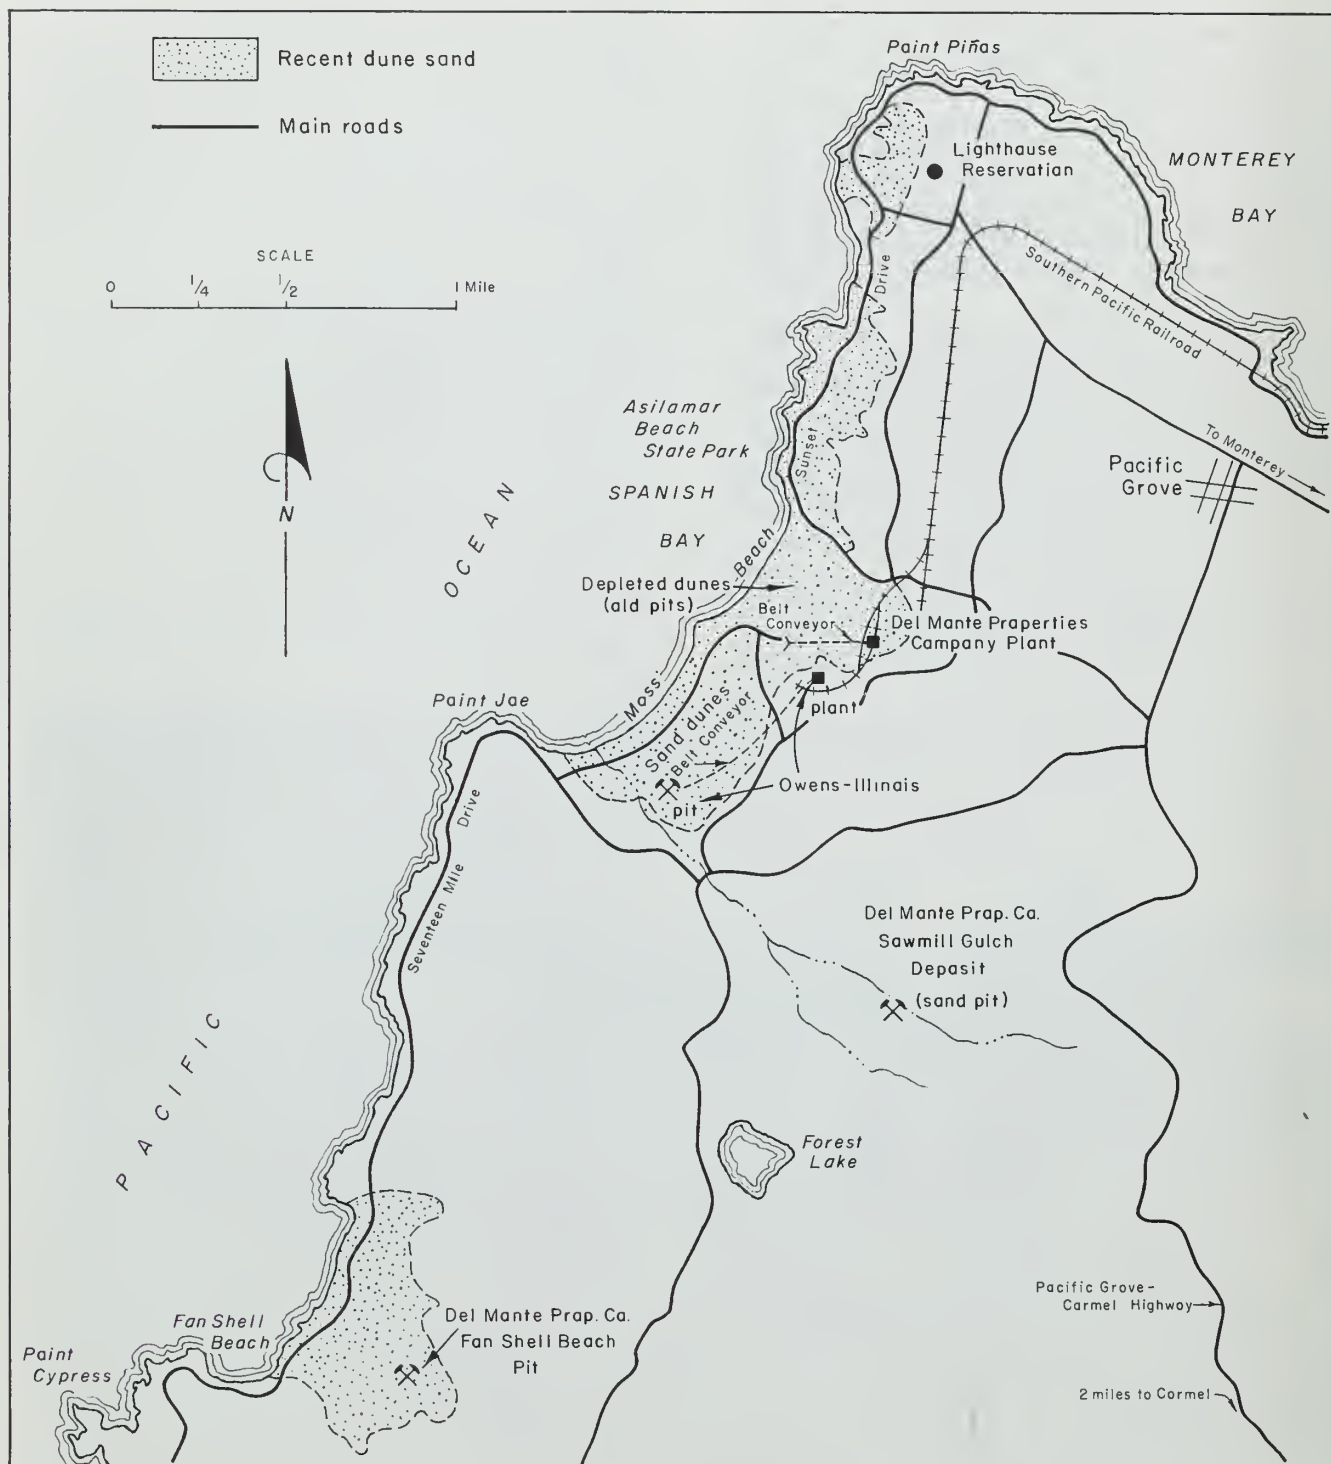 Recent dune sand
Main roads
SCALE
0 1/4 1/2 1 Mile
N
Paint Piñas
Lighthouse
Reservatian
MONTEREY
BAY
Southern Pacific Railroad
Drive
Sunset
Asilamar
Beach
State Park
SPANISH
BAY
To Monterey
Pacific
Grove
PACIFIC OCEAN
Moss Beach
Depleted dunes
(ald pits)
Belt
Conveyor
Del Mante Praperties
Campany Plant
plant
Paint Jae
Sand dunes
Belt Conveyor
Owens-Illinais
pit
Seventeen Mile Drive
Del Mante Prap. Ca.
Sawmill Gulch
Depasit
(sand pit)
Forest
Lake
Pacific Grove-
Carmel Highwoy
2 miles to Cormel
Fan Shell
Beach
Paint
Cypress
Del Mante Prap. Ca.
Fan Shell Beach
Pit